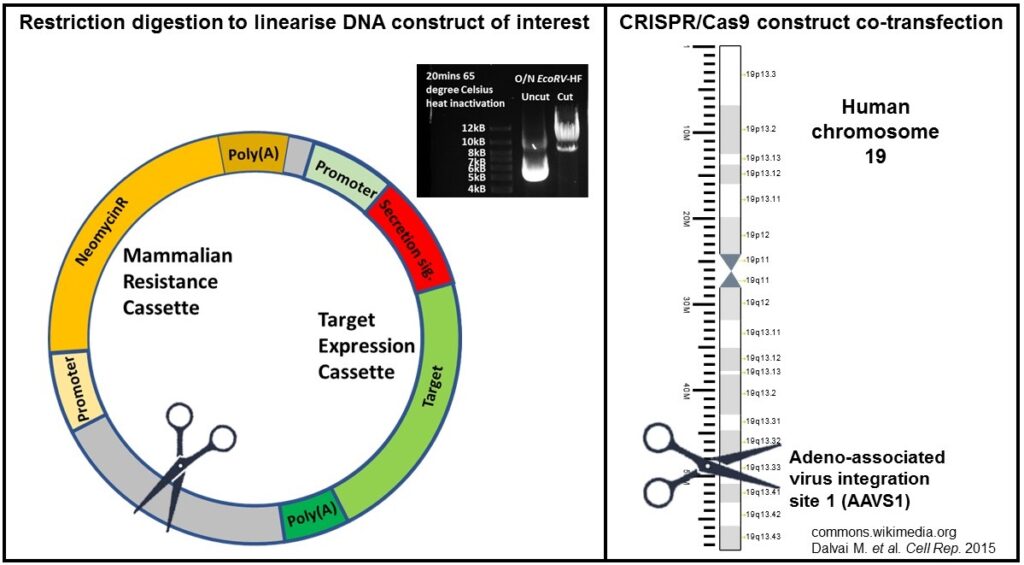 Restriction digestion to linearise DNA construct of interest
20mins 65
degree Celsius
heat inactivation
O/N EcoRV-HF
Uncut Cut
12kB
10kB
8kB
7kB
6kB
5kB
4kB
Poly(A)
Promoter
Secretion sig.
NeomycinR
Mammalian
Resistance
Cassette
Target
Expression
Cassette
Target
Promoter
Poly(A)
CRISPR/Cas9 construct co-transfection
1
10M
20M
30M
40M
19p13.3
19p13.2
19p13.13
19p13.12
19p13.11
19p12
19p11
19q11
19q12
19q13.11
19q13.12
19q13.13
19q13.2
19q13.31
19q13.32
19q13.33
19q13.41
19q13.42
19q13.43
Human
chromosome
19
Adeno-associated
virus integration
site 1 (AAVS1)
commons.wikimedia.org
Dalvai M. et al. Cell Rep. 2015